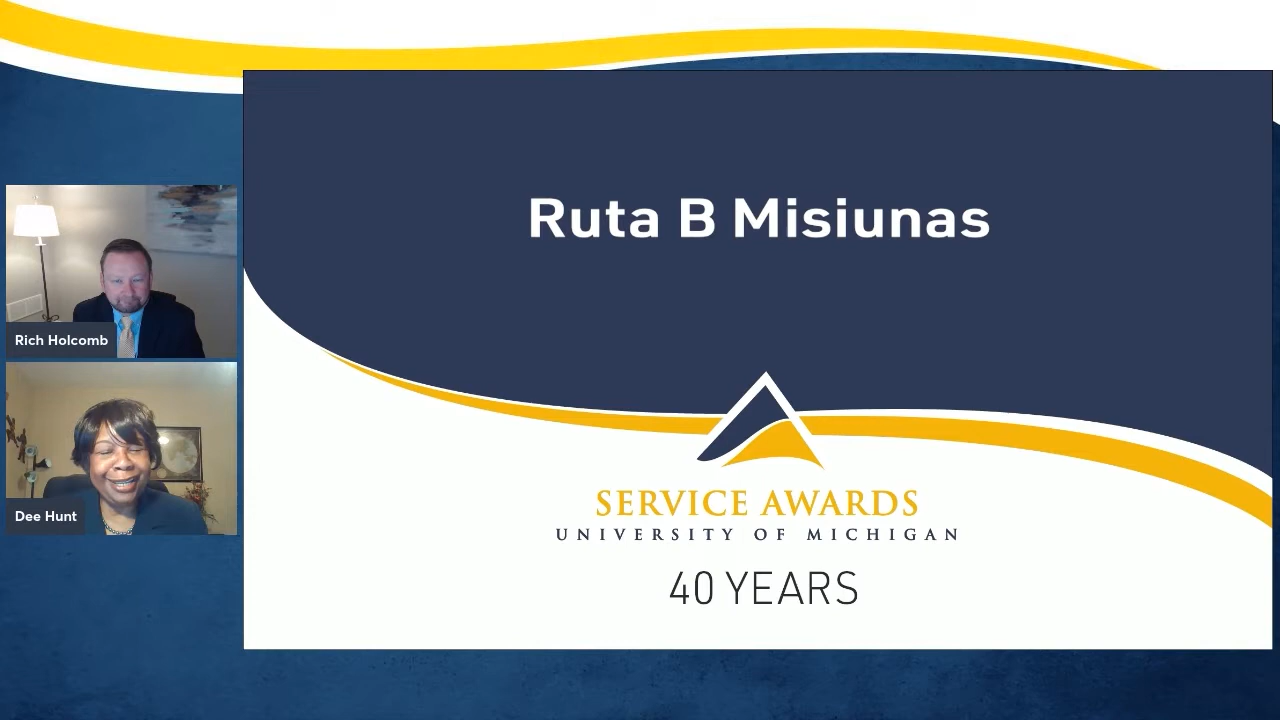 Ruta B Misiunas
Rich Holcomb
Dee Hunt
SERVICE AWARDS
UNIVERSITY OF MICHIGAN
40 YEARS